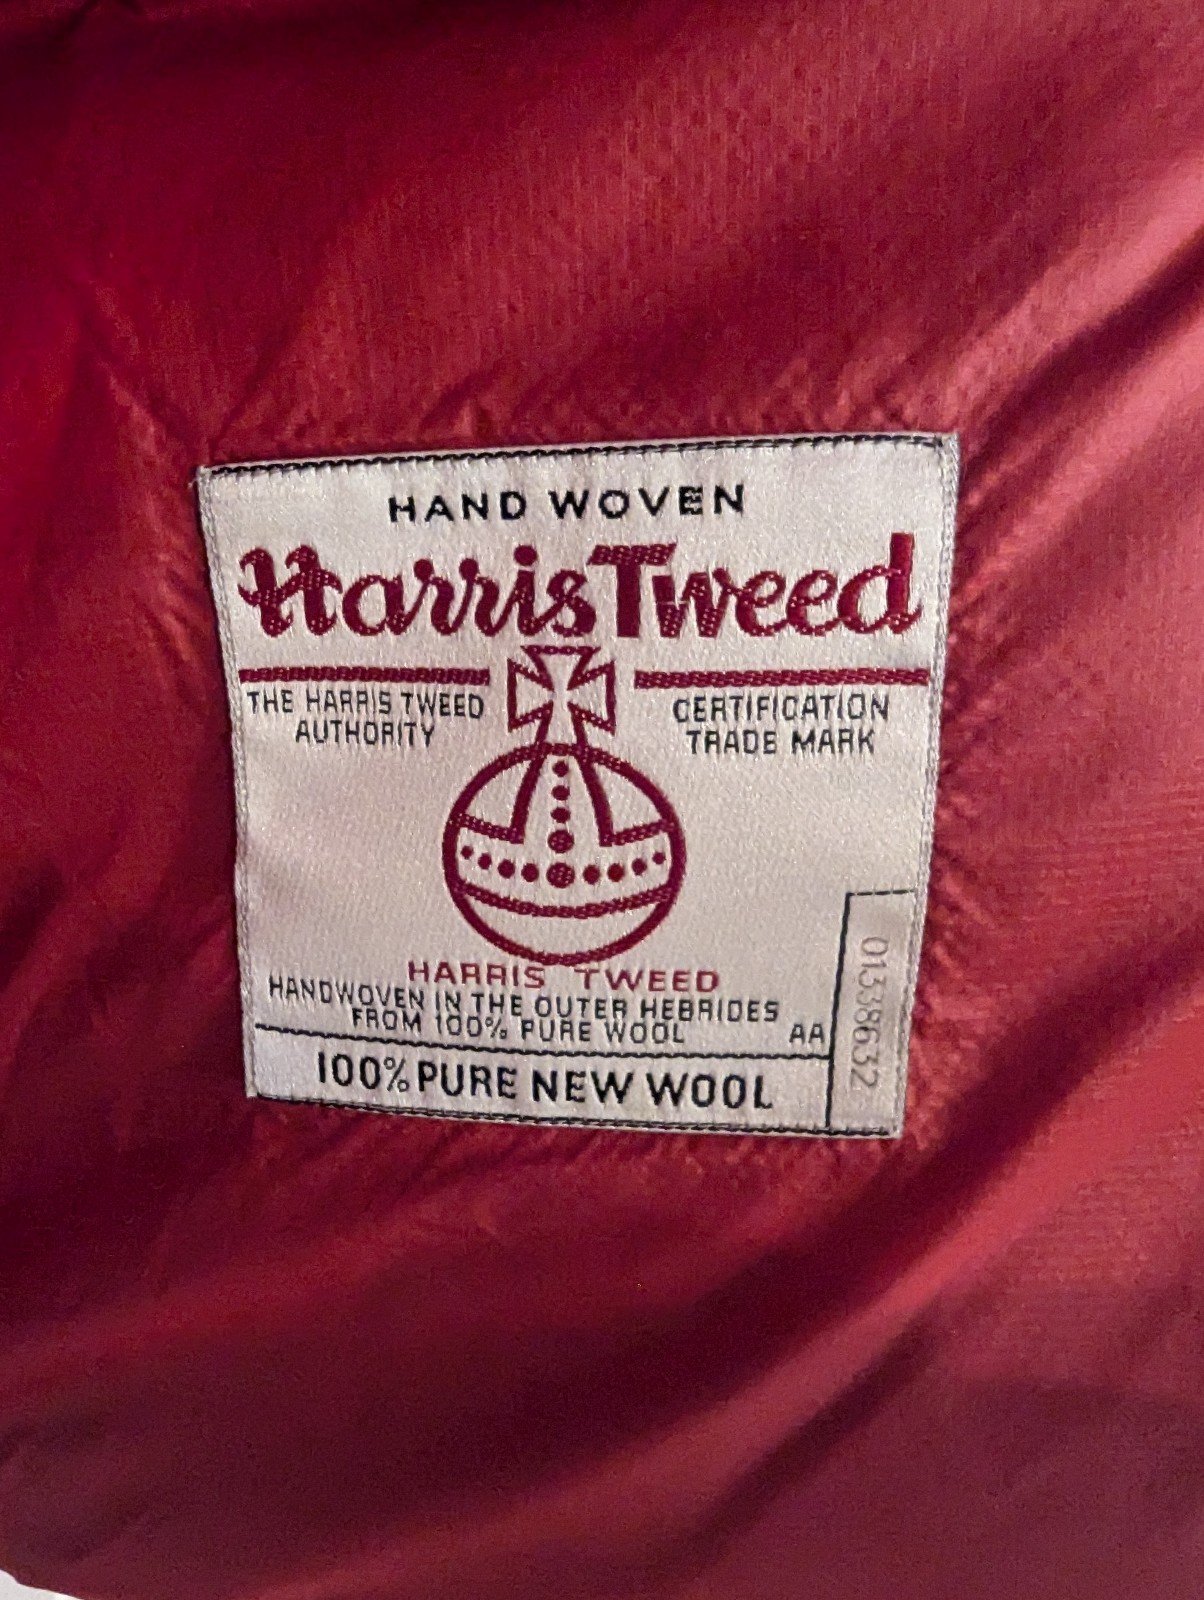 HAND WOVEN
Harris Tweed
THE HARRIS TWEED
AUTHORITY
CERTIFICATION
TRADE MARK
HARRIS TWEED
HANDWOVEN IN THE OUTER HEBRIDES
FROM 100% PURE WOOL
AA
100% PURE NEW WOOL
01338632